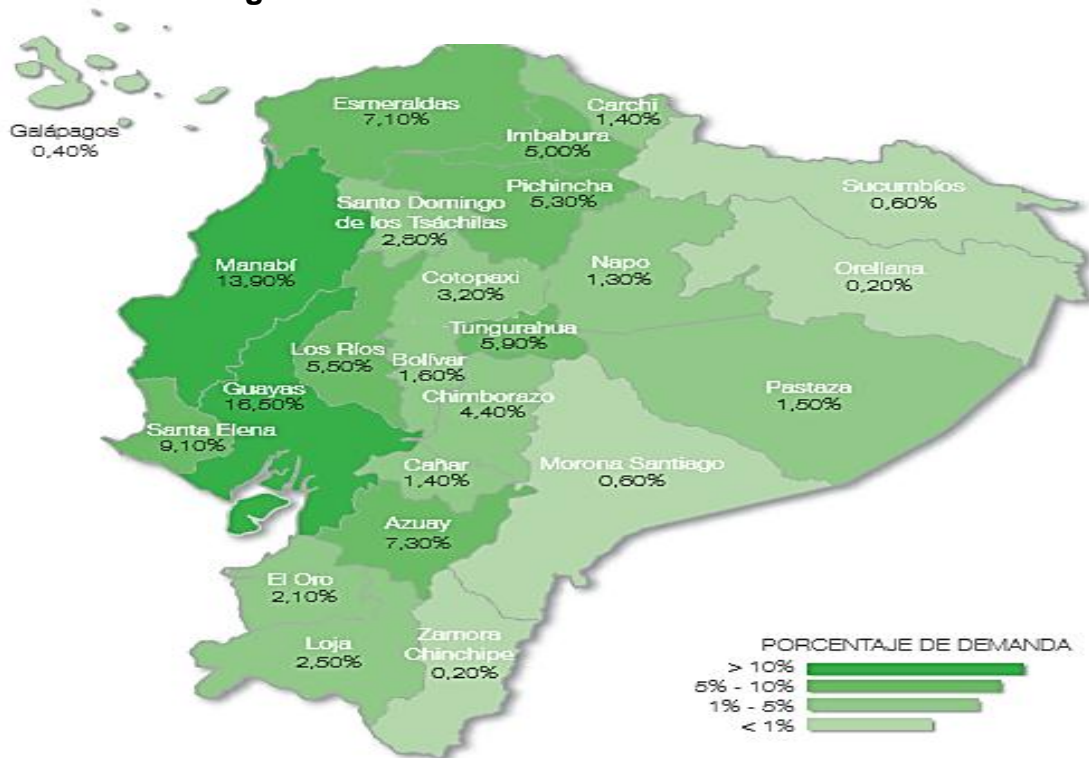 Galápagos
0,40%
Esmeraldas
7,10%
Carchi
1,40%
Imbabura
5,00%
Pichincha
5,30%
Sucumbíos
0,60%
Santo Domingo
de los Tsáchilas
2,80%
Manabí
13,90%
Cotopaxi
3,20%
Napo
1,30%
Orellana
0,20%
Tungurahua
5,90%
Los Ríos
5,50%
Bolívar
1,60%
Guayas
16,50%
Chimborazo
4,40%
Pastaza
1,50%
Santa Elena
9,10%
Cañar
1,40%
Morona Santiago
0,60%
Azuay
7,30%
El Oro
2,10%
Loja
2,50%
Zamora
Chinchipe
0,20%
PORCENTAJE DE DEMANDA
> 10%
5% - 10%
1% - 5%
< 1%